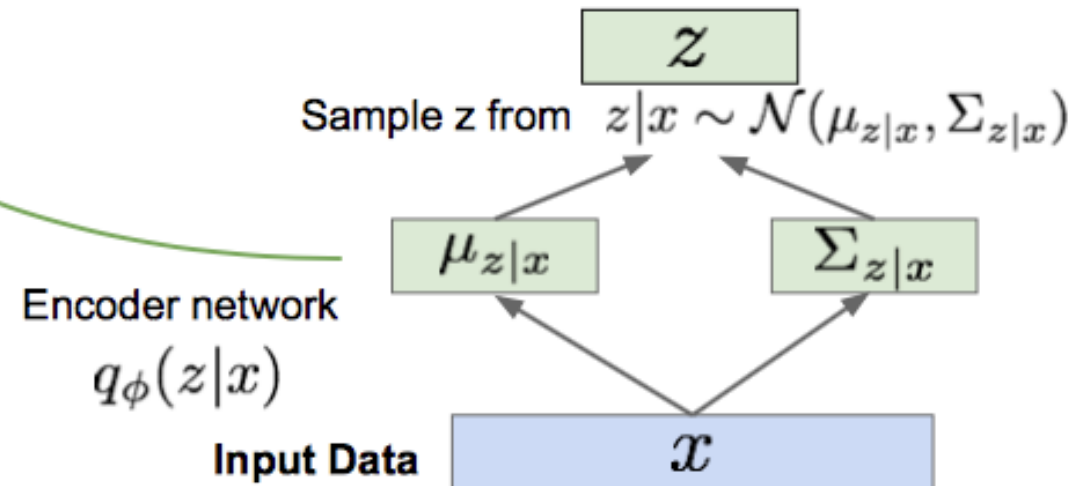 z
Sample z from z|x ∼ 𝒩(μ_{z|x}, Σ_{z|x})
μ_{z|x} Σ_{z|x}
Encoder network
q_ϕ(z|x)
Input Data x